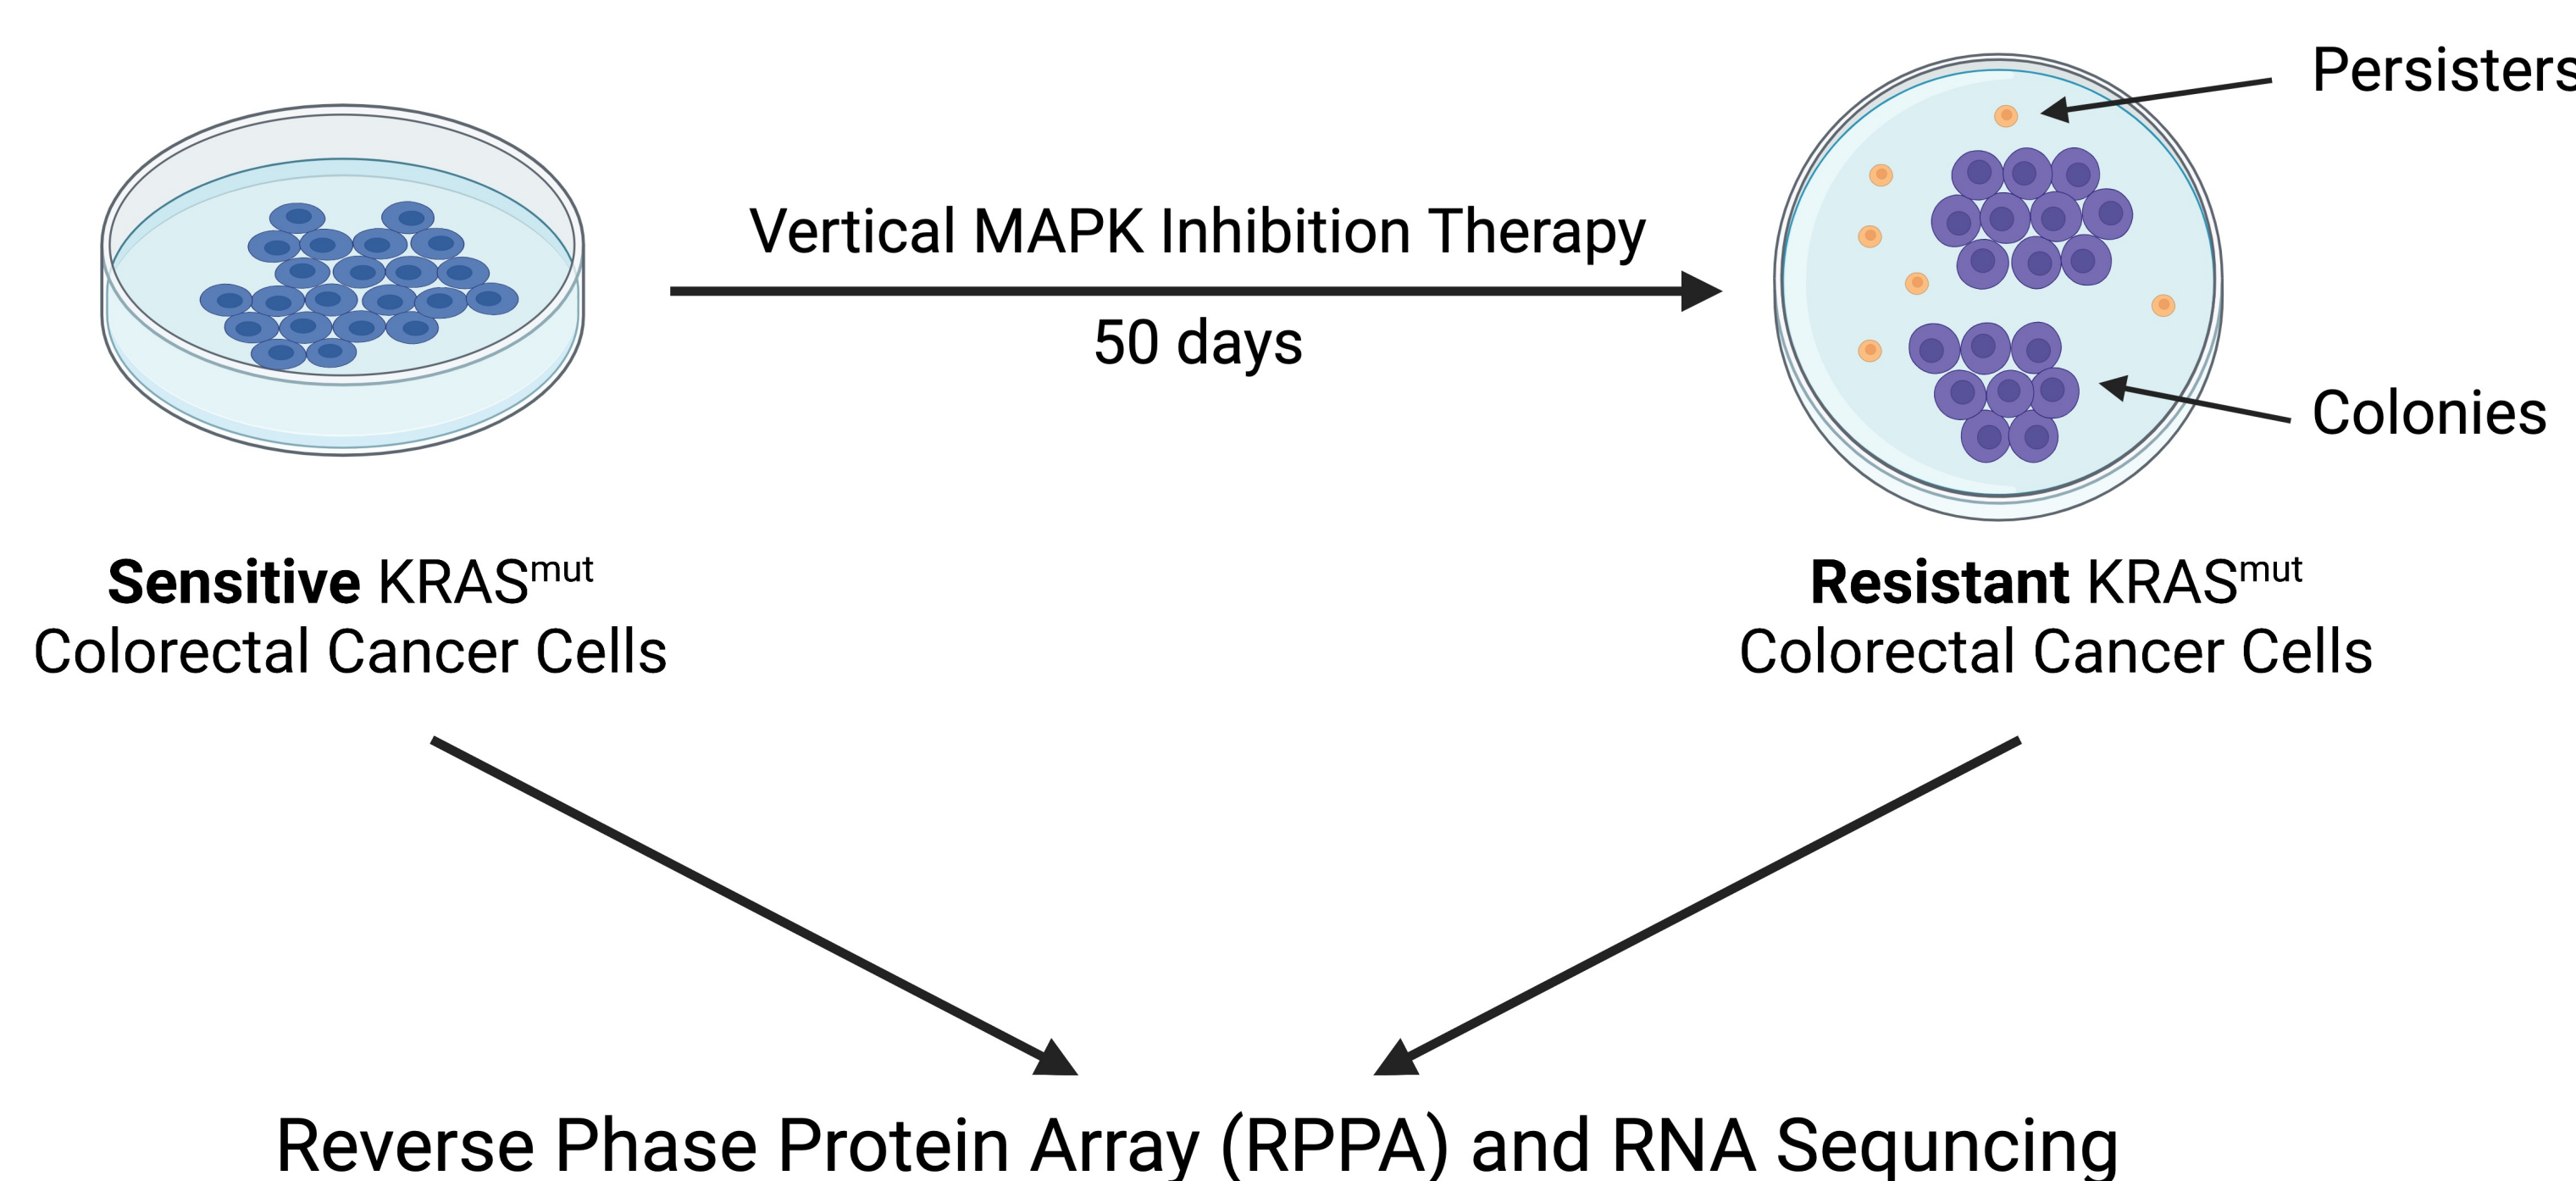 Persisters
Vertical MAPK Inhibition Therapy
50 days
Colonies
Sensitive KRASmut
Colorectal Cancer Cells
Resistant KRASmut
Colorectal Cancer Cells
Reverse Phase Protein Array (RPPA) and RNA Sequncing